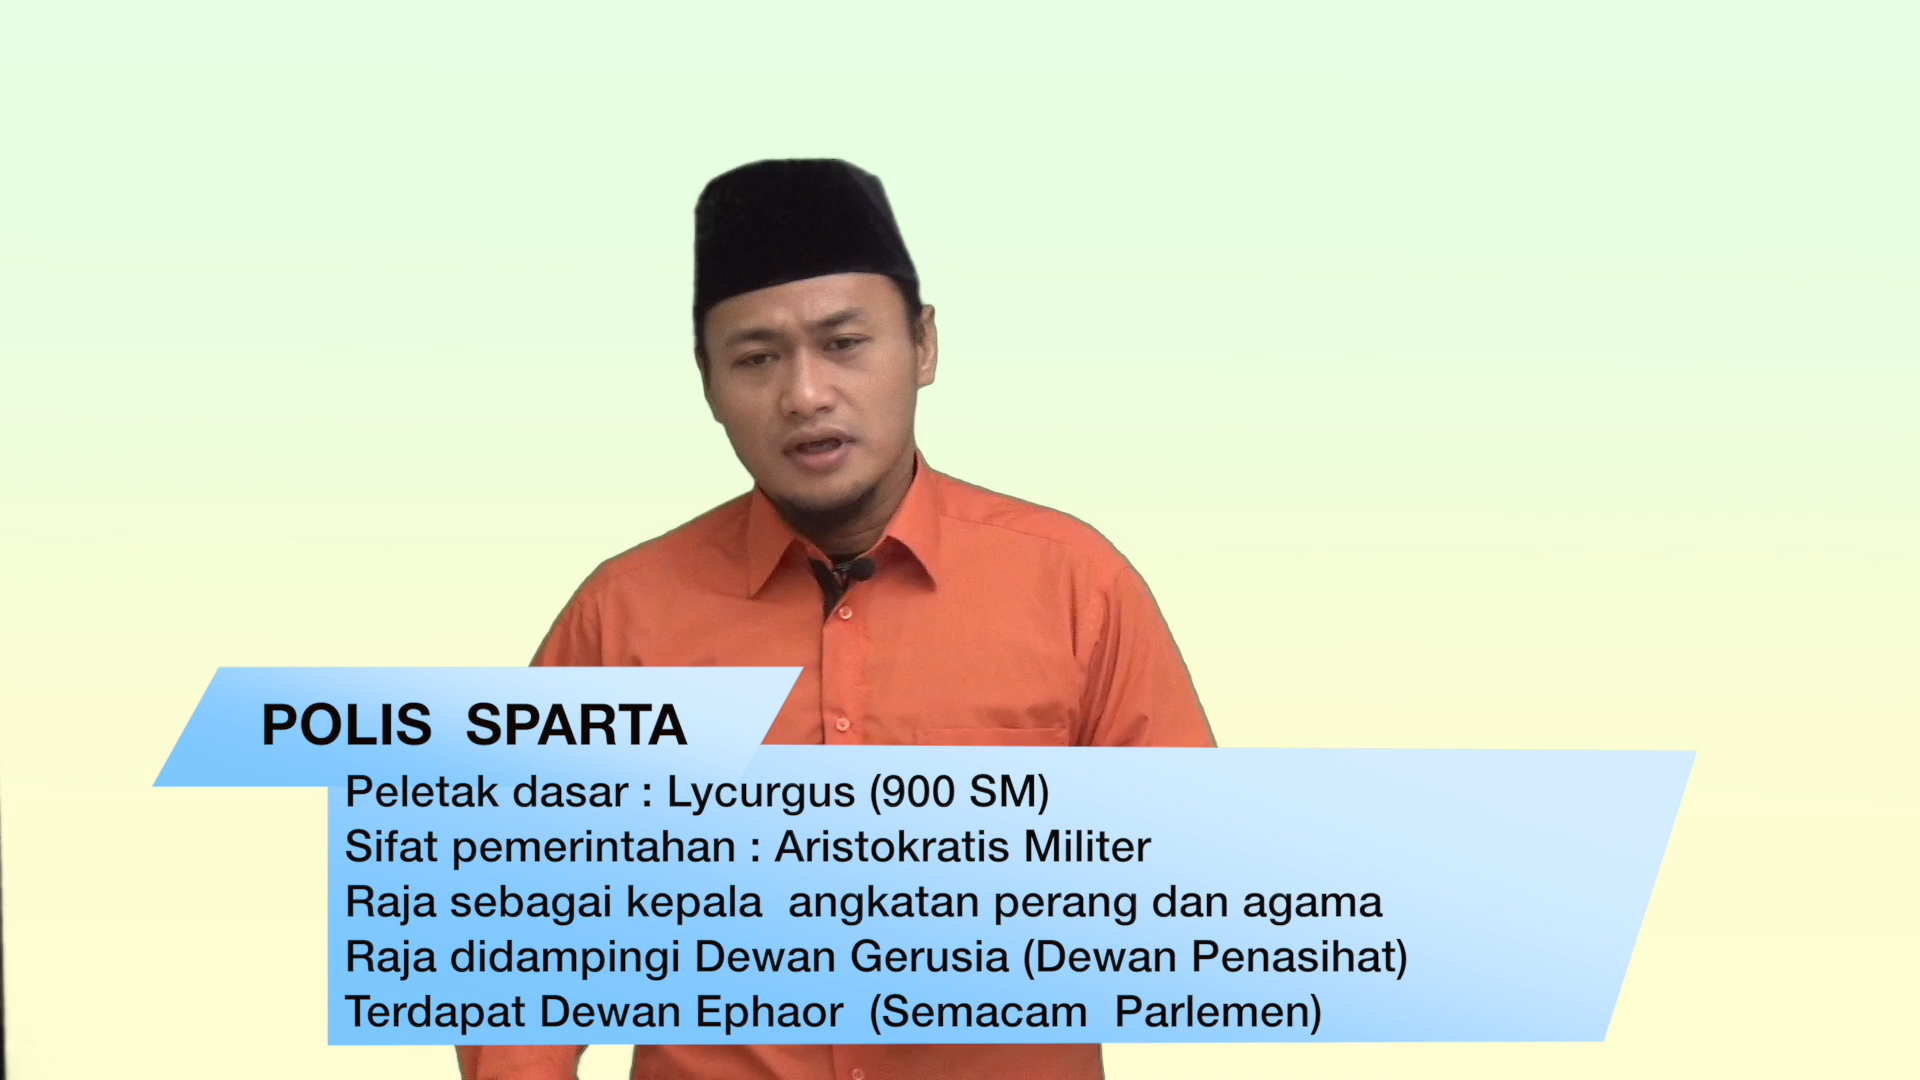 POLIS SPARTA
Peletak dasar : Lycurgus (900 SM)
Sifat pemerintahan : Aristokratis Militer
Raja sebagai kepala angkatan perang dan agama
Raja didampingi Dewan Gerusia (Dewan Penasihat)
Terdapat Dewan Ephaor (Semacam Parlemen)